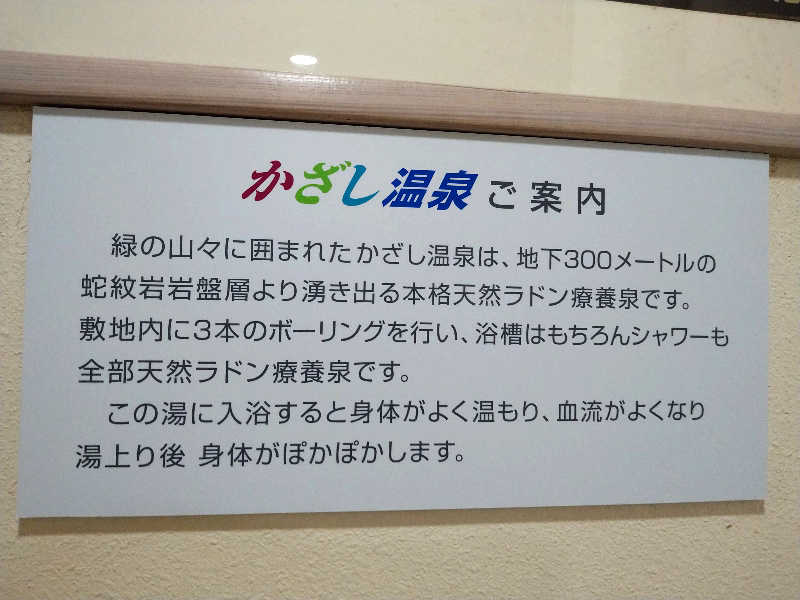 かざし温泉 ご案内
緑の山々に囲まれたかざし温泉は、地下300メートルの
蛇紋岩岩盤層より湧き出る本格天然ラドン療養泉です。
敷地内に3本のボーリングを行い、浴槽はもちろんシャワーも
全部天然ラドン療養泉です。
この湯に入浴すると身体がよく温もり、血流がよくなり
湯上り後 身体がぽかぽかします。